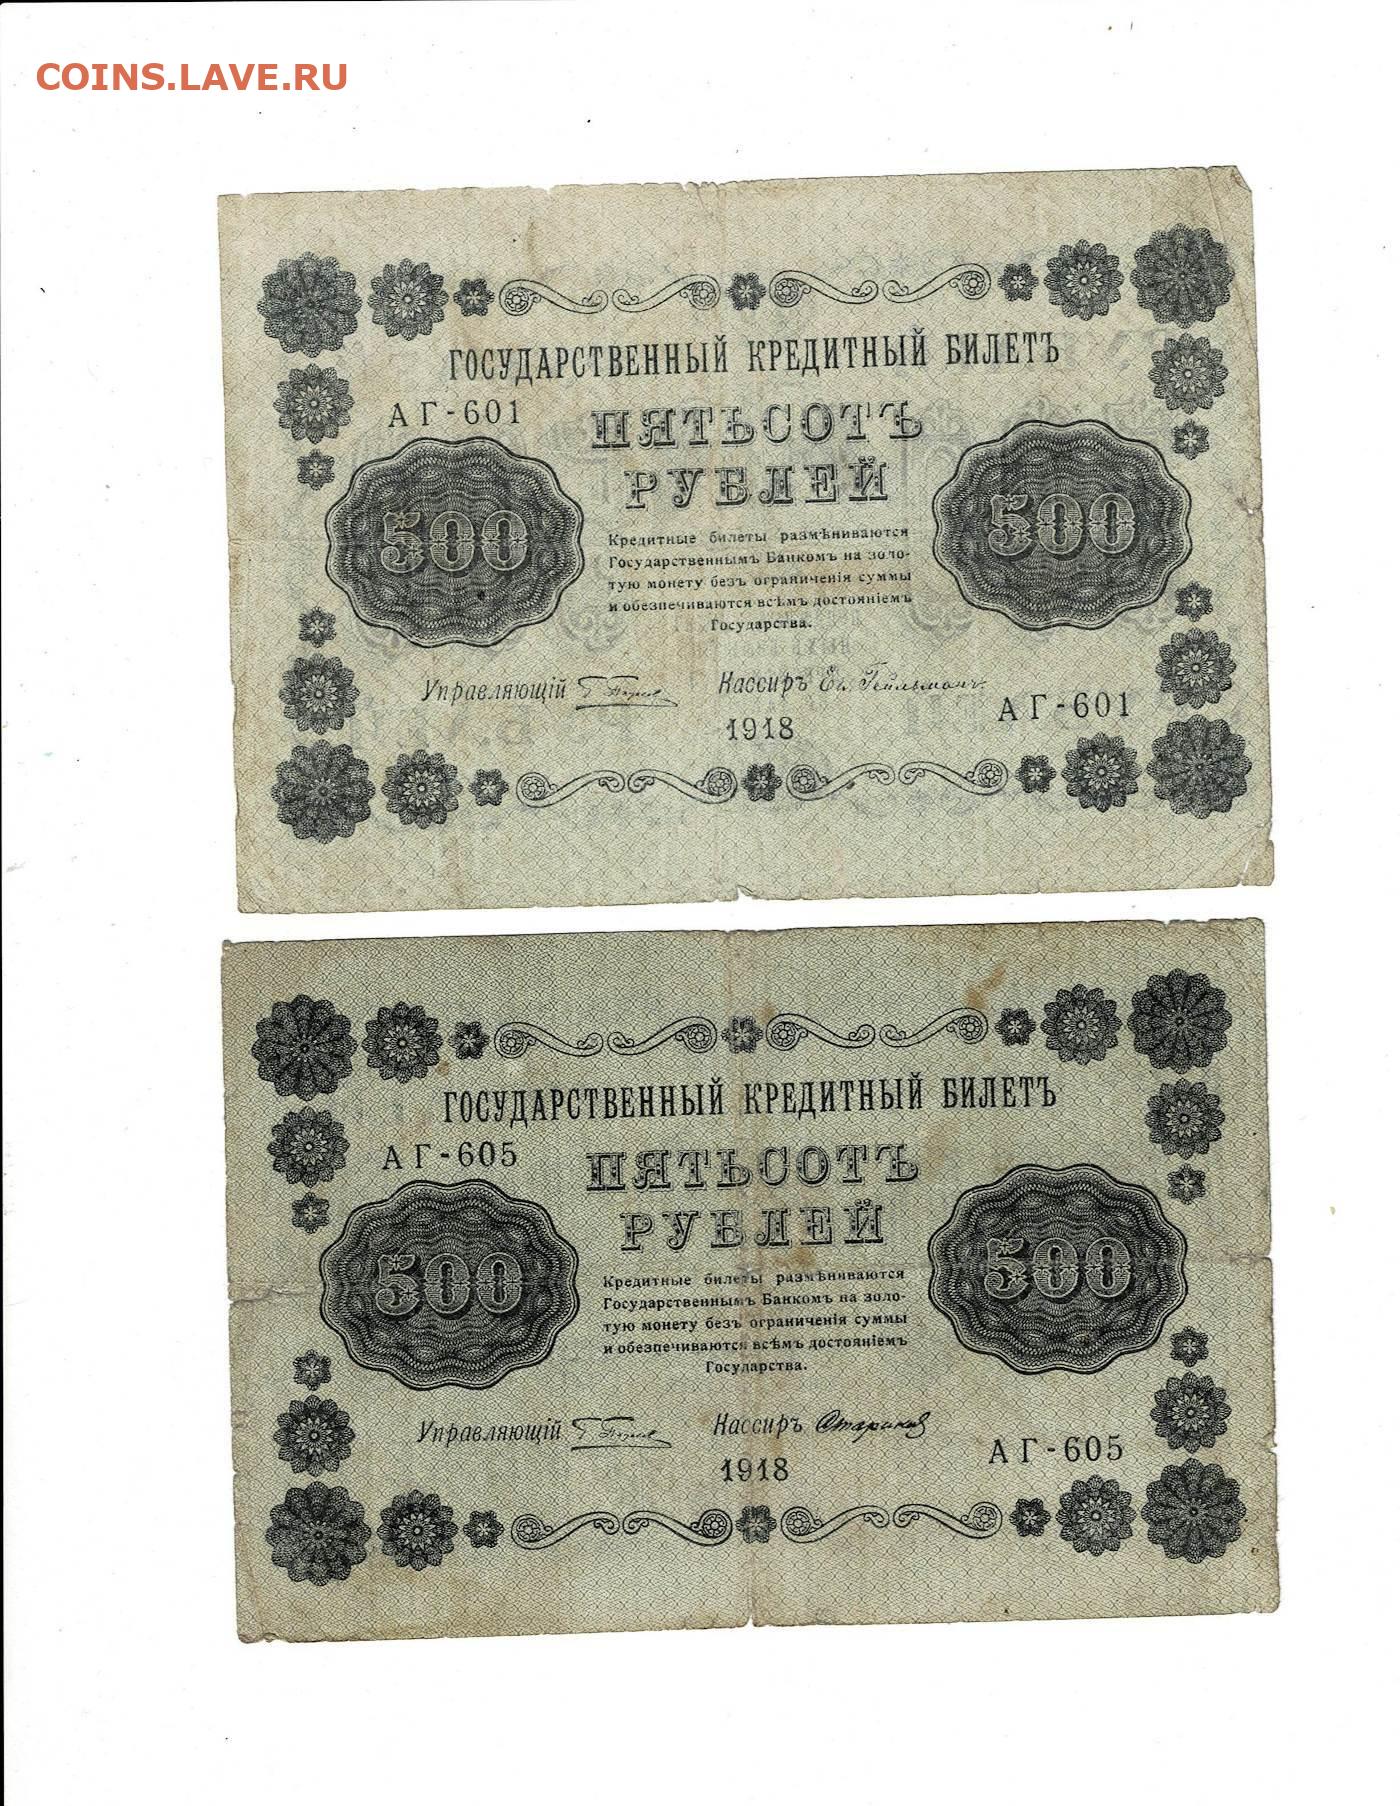 COINS.LAVE.RU
ГОСУДАРСТВЕННЫЙ КРЕДИТНЫЙ БИЛЕТЪ
АГ-601
ПЯТЬСОТЪ
РУБЛЕЙ
500
500
Кредитные билеты размѣниваются
Государственнымъ Банкомъ на золо-
тую монету безъ ограниченія суммы
и обезпечиваются всѣмъ достояніемъ
Государства.
Управляющій
Кассиръ Ев. Гейльманъ
1918
АГ-601
ГОСУДАРСТВЕННЫЙ КРЕДИТНЫЙ БИЛЕТЪ
АГ-605
ПЯТЬСОТЪ
РУБЛЕЙ
500
500
Кредитные билеты размѣниваются
Государственнымъ Банкомъ на золо-
тую монету безъ ограниченія суммы
и обезпечиваются всѣмъ достояніемъ
Государства.
Управляющій
Кассиръ Стариков
1918
АГ-605